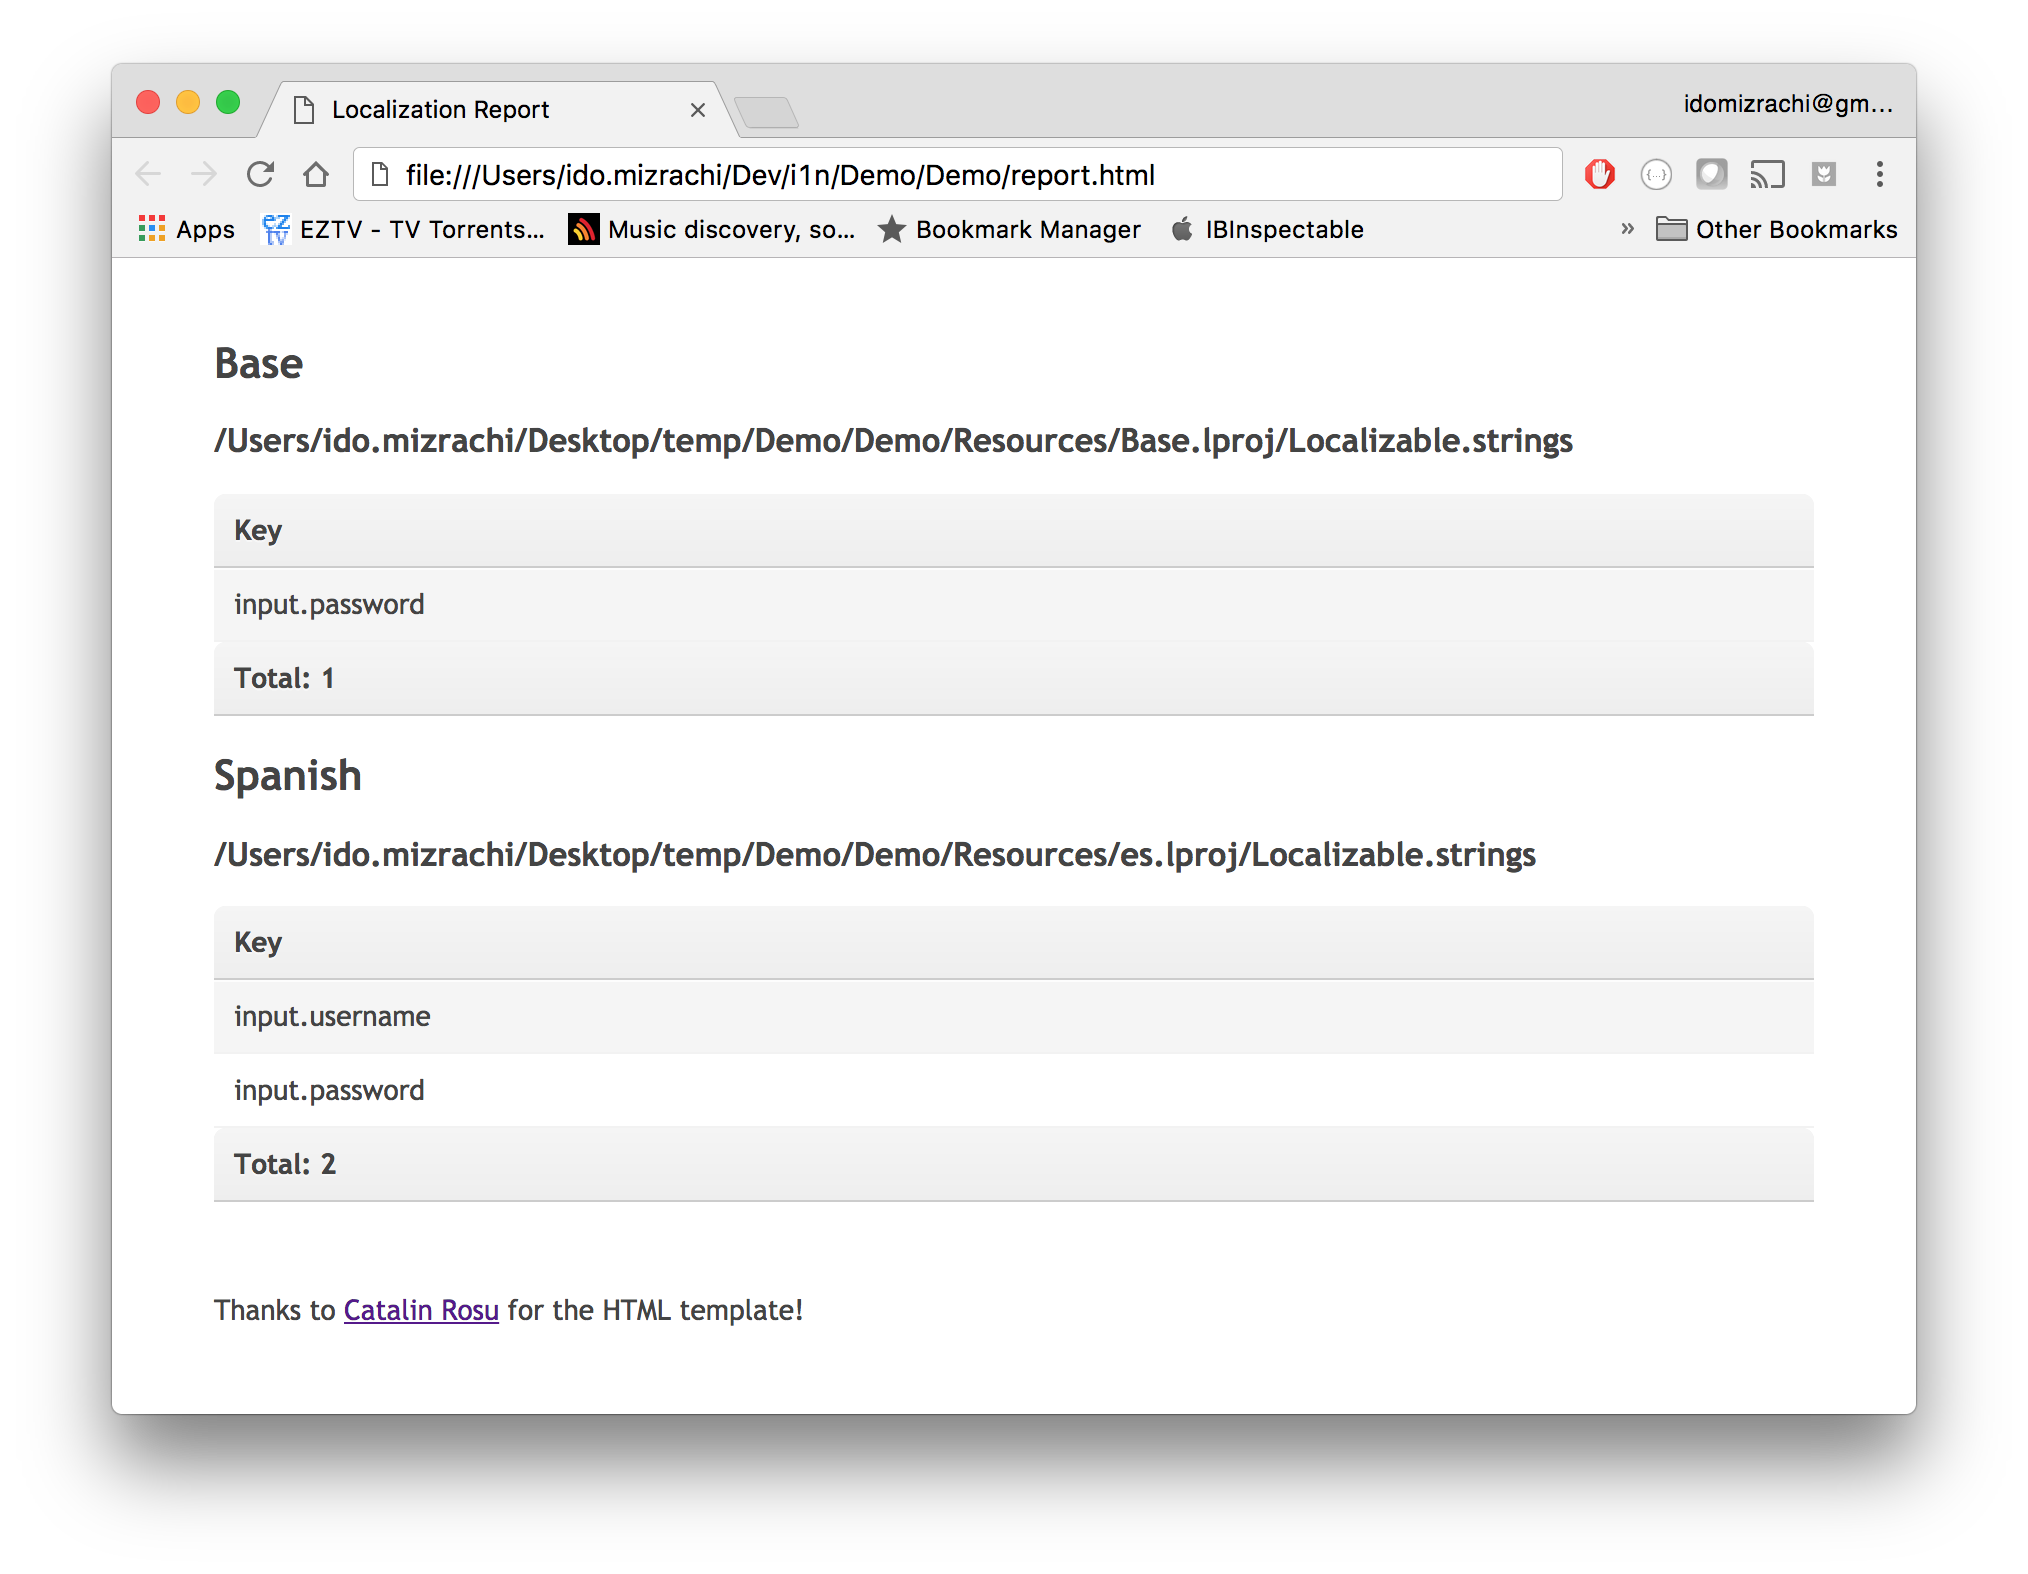 Localization Report
idomizrachi@gm...
file:///Users/ido.mizrachi/Dev/i1n/Demo/Demo/report.html
Apps EZTV - TV Torrents... Music discovery, so... Bookmark Manager IBInspectable » Other Bookmarks
Base
/Users/ido.mizrachi/Desktop/temp/Demo/Demo/Resources/Base.lproj/Localizable.strings
Key
input.password
Total: 1
Spanish
/Users/ido.mizrachi/Desktop/temp/Demo/Demo/Resources/es.lproj/Localizable.strings
Key
input.username
input.password
Total: 2
Thanks to Catalin Rosu for the HTML template!